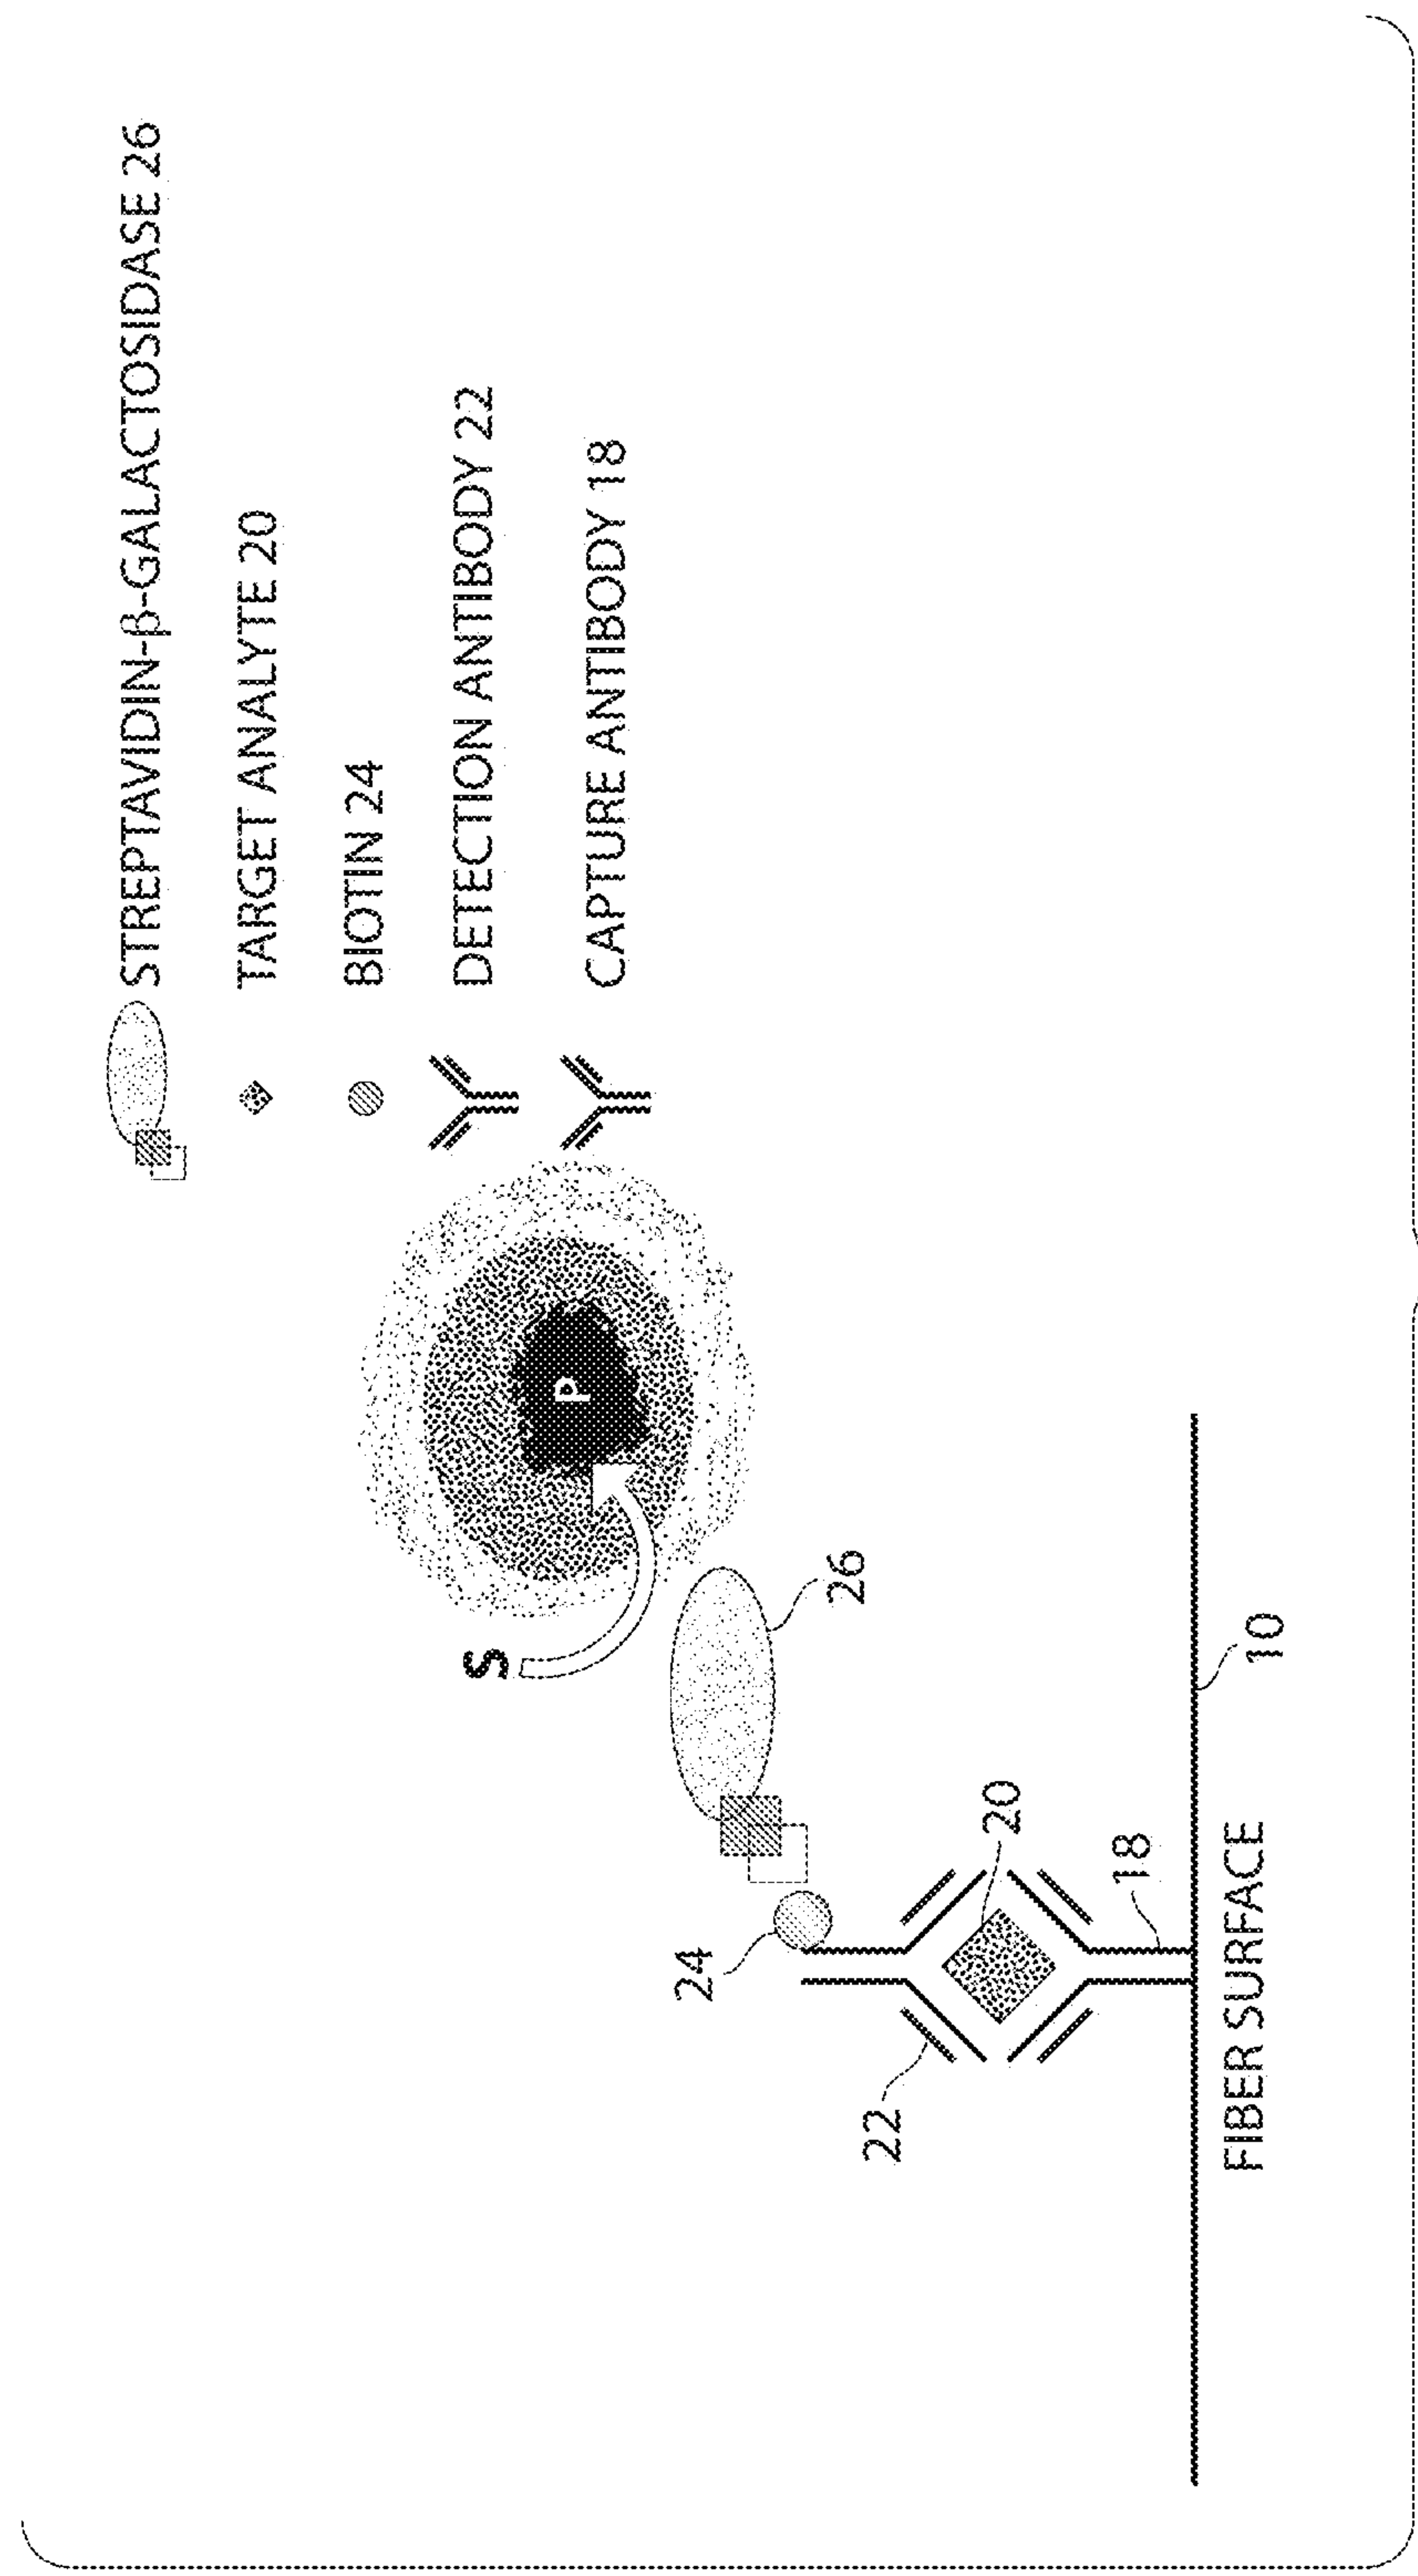 STREPTAVIDIN-β-GALACTOSIDASE 26
TARGET ANALYTE 20
BIOTIN 24
DETECTION ANTIBODY 22
CAPTURE ANTIBODY 18
S
P
24
26
22
20
18
10
FIBER SURFACE